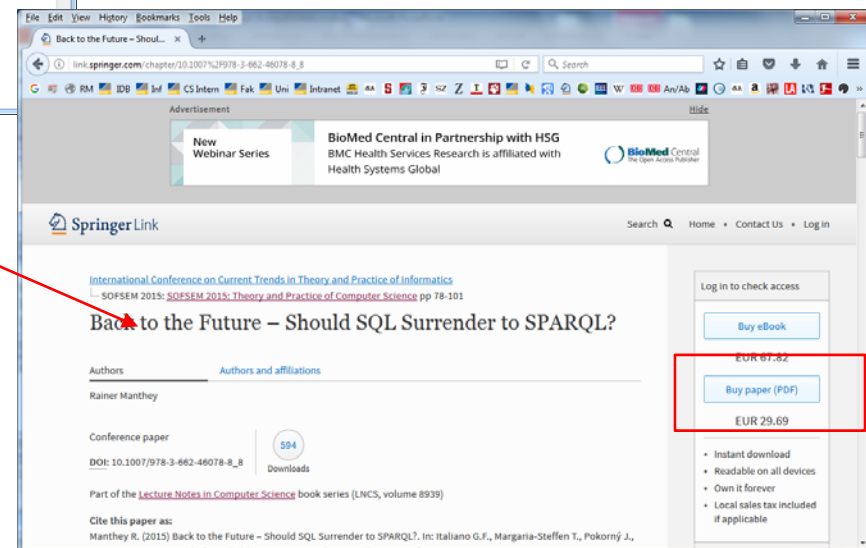 File Edit View History Bookmarks Tools Help
Back to the Future – Shoul... × +
link.springer.com/chapter/10.1007%2F978-3-662-46078-8_8 Search
RM IDB Inf CS Intern Fak Uni Intranet An/Ab
Advertisement Hide
New
Webinar Series
BioMed Central in Partnership with HSG
BMC Health Services Research is affiliated with
Health Systems Global
BioMed Central
The Open Access Publisher
Springer Link
Search Home • Contact Us • Log in
International Conference on Current Trends in Theory and Practice of Informatics
SOFSEM 2015: SOFSEM 2015: Theory and Practice of Computer Science pp 78-101
Back to the Future – Should SQL Surrender to SPARQL?
Authors Authors and affiliations
Rainer Manthey
Conference paper
DOI: 10.1007/978-3-662-46078-8_8
594
Downloads
Part of the Lecture Notes in Computer Science book series (LNCS, volume 8939)
Cite this paper as:
Manthey R. (2015) Back to the Future – Should SQL Surrender to SPARQL?. In: Italiano G.F., Margaria-Steffen T., Pokorný J.,
Log in to check access
Buy eBook
EUR 67.82
Buy paper (PDF)
EUR 29.69
• Instant download
• Readable on all devices
• Own it forever
• Local sales tax included
if applicable